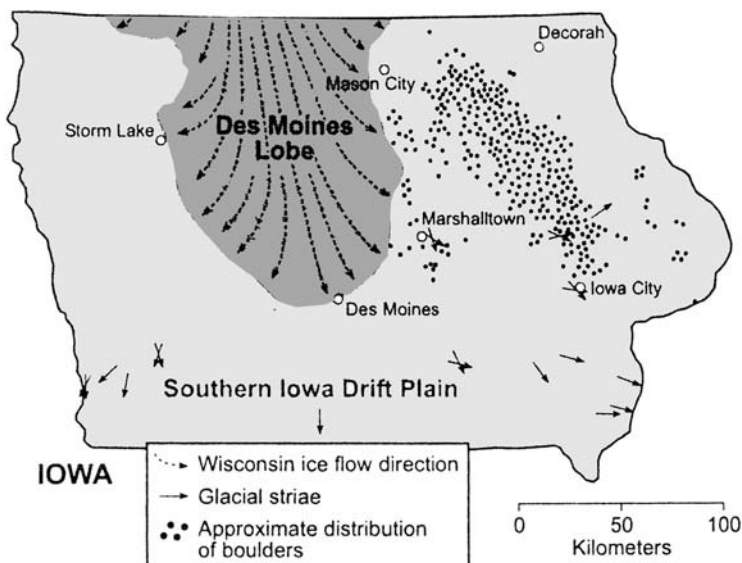 Decorah
Mason City
Storm Lake
Des Moines
Lobe
Marshalltown
Iowa City
Des Moines
Southern Iowa Drift Plain
IOWA
Wisconsin ice flow direction
Glacial striae
Approximate distribution
of boulders
0 50 100
Kilometers